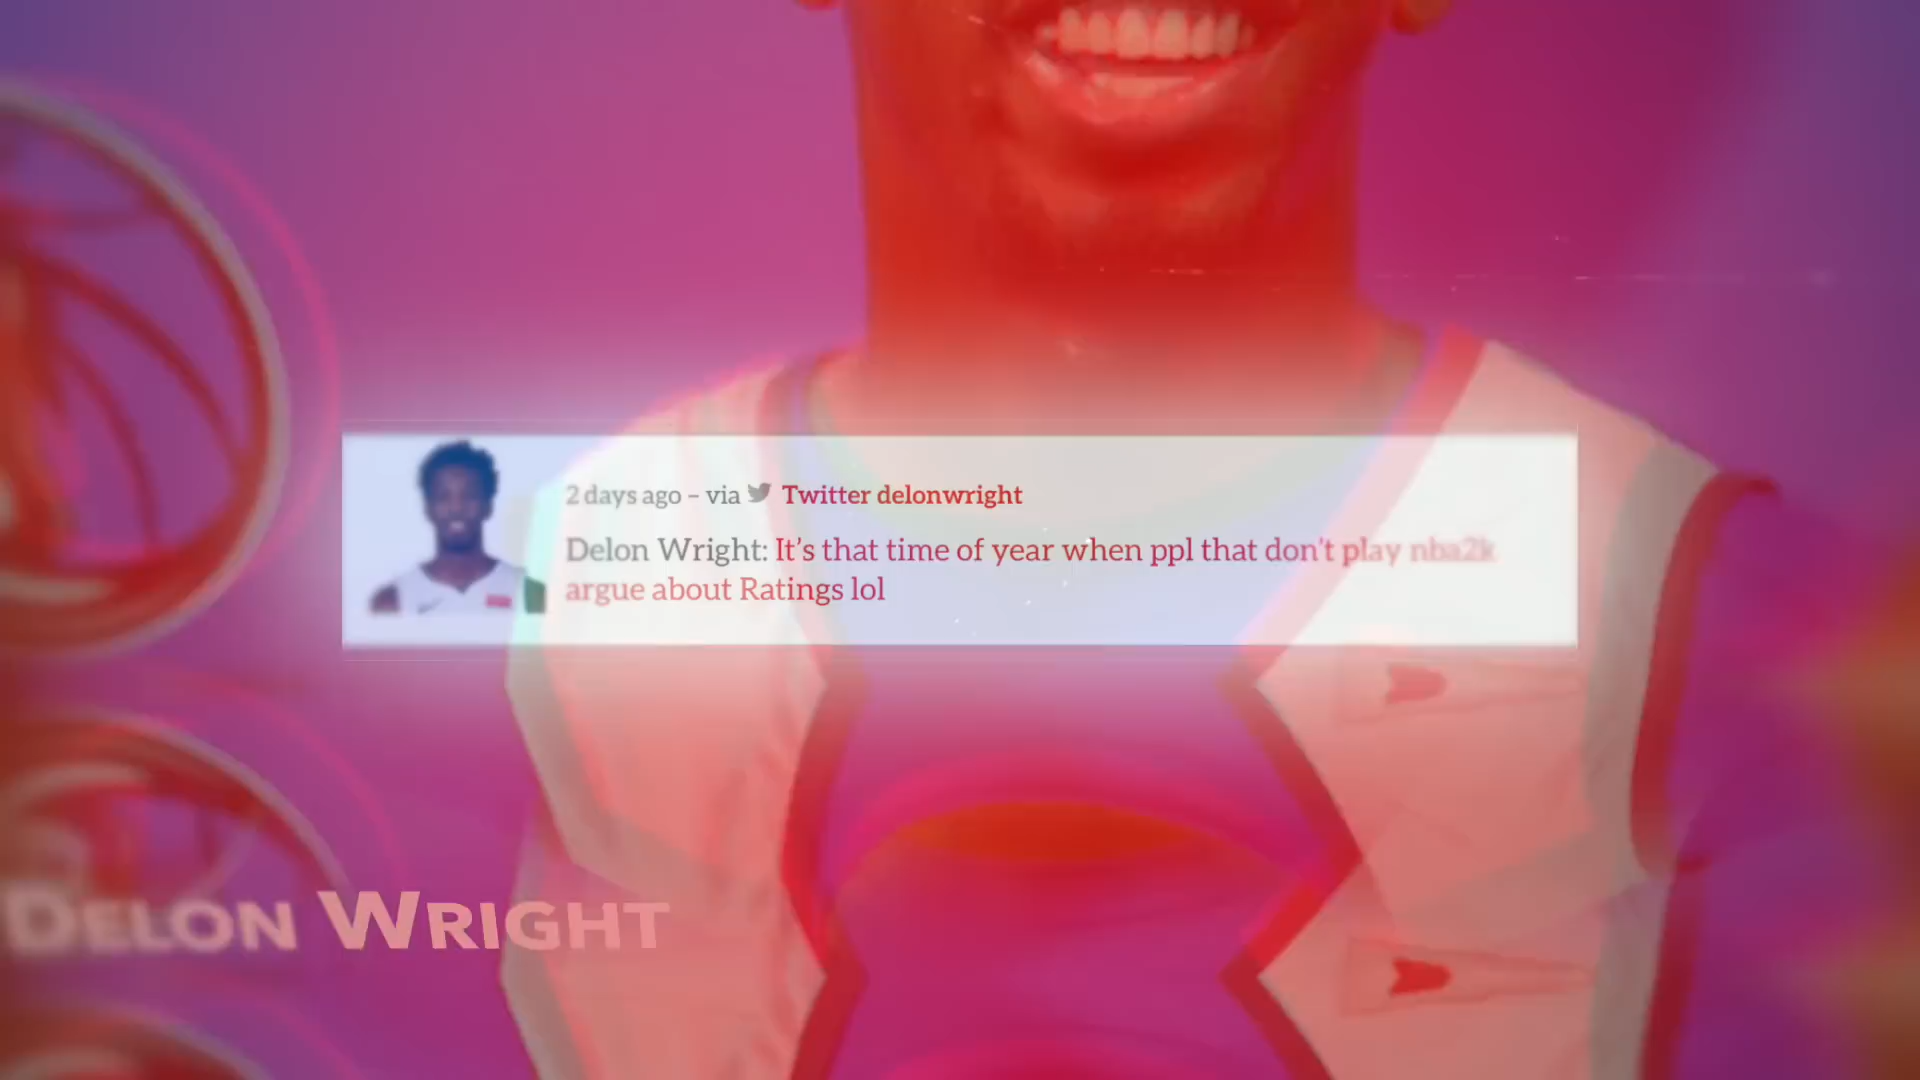 2 days ago – via Twitter delonwright
Delon Wright: It's that time of year when ppl that don't play nba2k
argue about Ratings lol
DELON WRIGHT